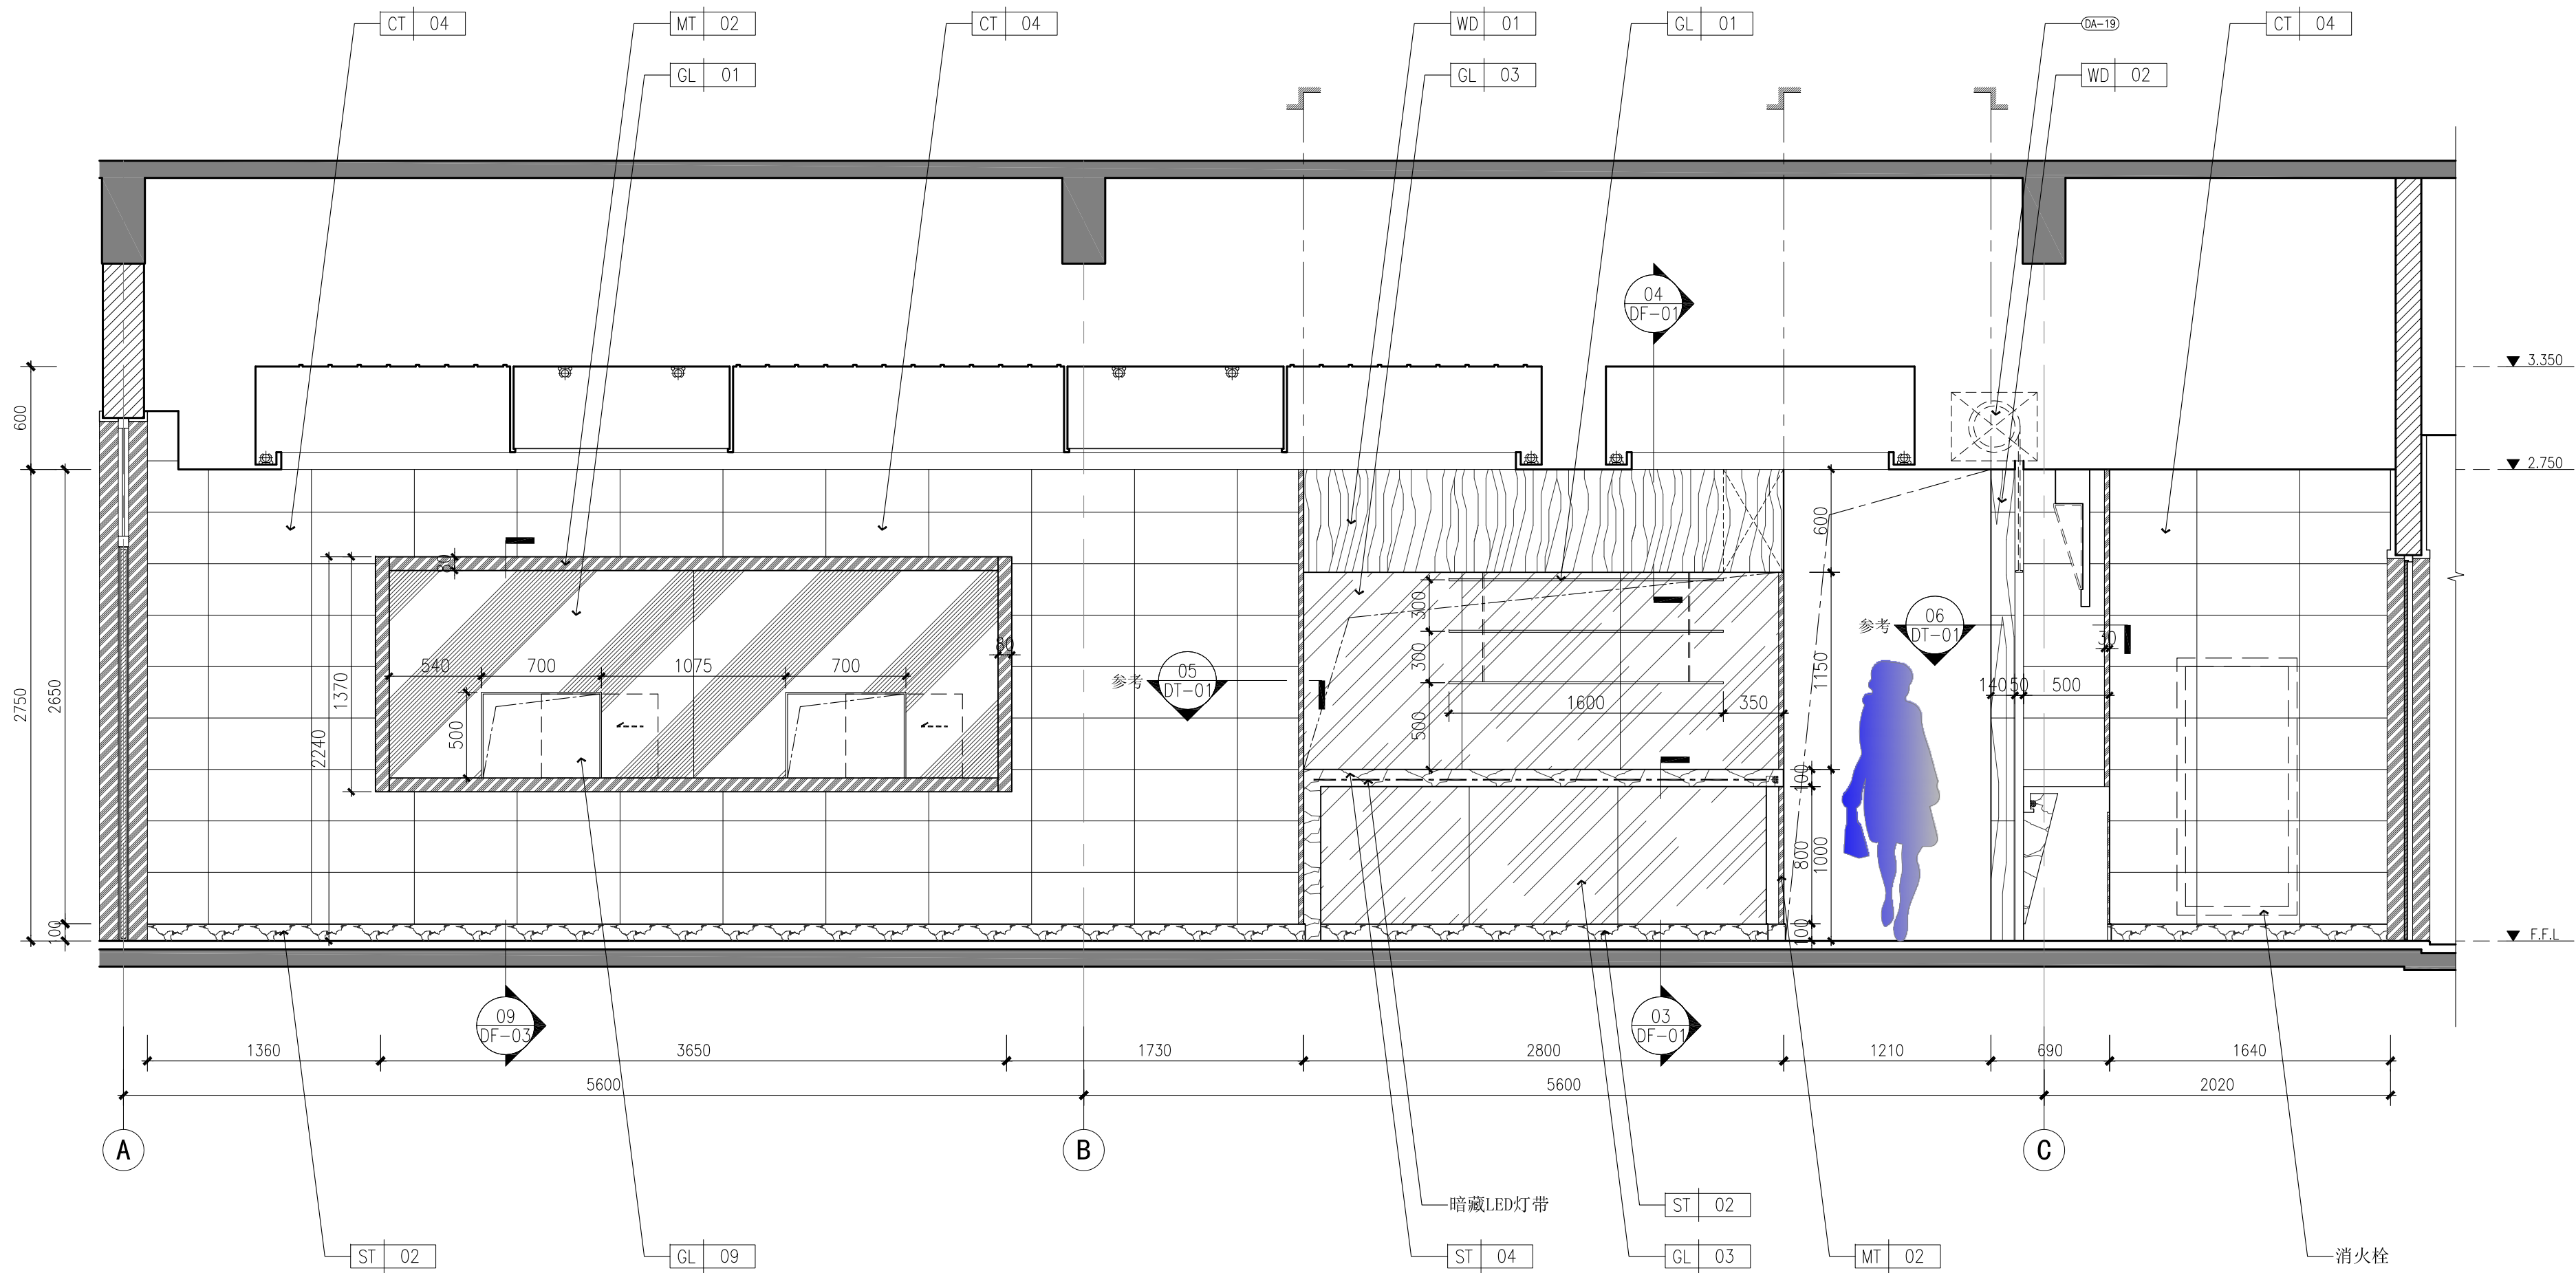 CT 04
MT 02
CT 04
WD 01
GL 01
DA-19
CT 04
GL 01
GL 03
WD 02
04
DF-01
3.350
600
2.750
600
80
300
06
参考
DT-01
30
80
540
700
1075
700
300
1150
05
参考
DT-01
140
50
500
2750
2650
1370
2240
500
1600
350
500
100
800
1000
100
100
F.F.L
09
DF-03
03
DF-01
1360
3650
1730
2800
1210
690
1640
5600
5600
2020
A
B
C
暗藏LED灯带
ST 02
ST 02
GL 09
ST 04
GL 03
MT 02
消火栓